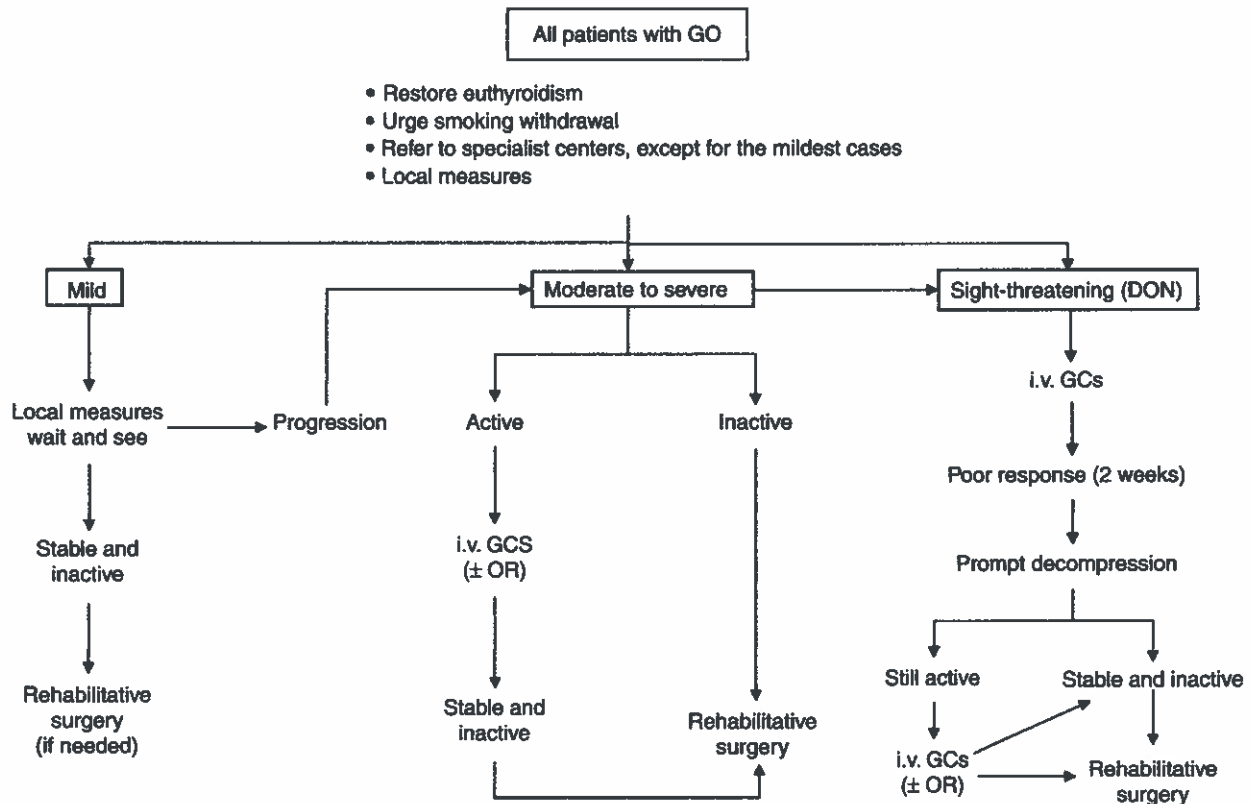 All patients with GO
• Restore euthyroidism
• Urge smoking withdrawal
• Refer to specialist centers, except for the mildest cases
• Local measures
Mild
Moderate to severe
Sight-threatening (DON)
Local measures
wait and see
Progression
Active
Inactive
i.v. GCs
Poor response (2 weeks)
Stable and
inactive
i.v. GCS
(± OR)
Prompt decompression
Rehabilitative
surgery
(if needed)
Stable and
inactive
Rehabilitative
surgery
Still active
Stable and inactive
i.v. GCs
(± OR)
Rehabilitative
surgery